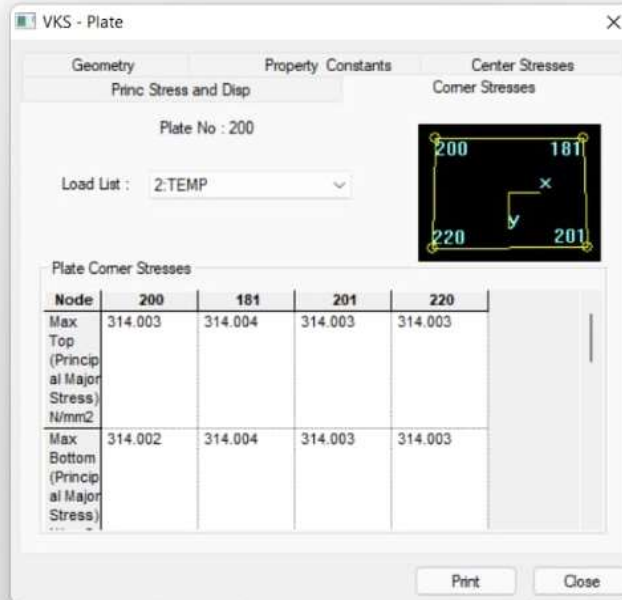 VKS - Plate
Geometry Property Constants Center Stresses
Princ Stress and Disp Corner Stresses
Plate No : 200
Load List : 2:TEMP
200 181
x
y
220 201
Plate Corner Stresses
Node 200 181 201 220
Max 314.003 314.004 314.003 314.003
Top
(Princip
al Major
Stress)
N/mm2
Max 314.002 314.004 314.003 314.003
Bottom
(Princip
al Major
Stress)
Print Close